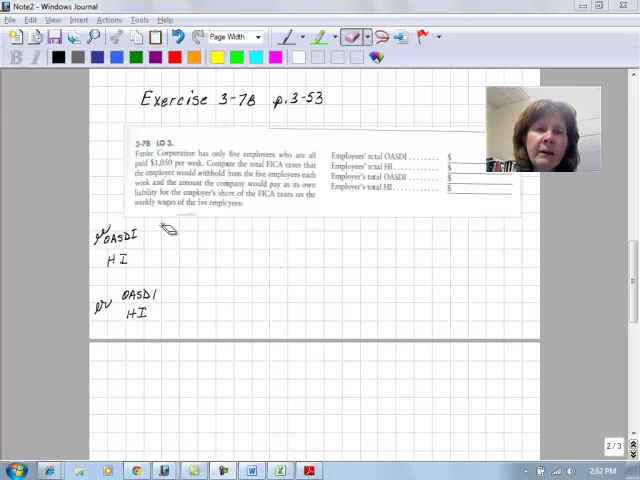 Note2 - Windows Journal
File Edit View Insert Actions Tools Help
Page Width
Exercise 3-7B p. 3-53
3-7B LO 3.
Funke Corporation has only five employees who are all
paid $1,050 per week. Compute the total FICA taxes that
the employer would withhold from the five employees each
week and the amount the company would pay as its own
liability for the employer's share of the FICA taxes on the
weekly wages of the five employees:
Employees' total OASDI ....... $
Employees' total HI ........... $
Employer's total OASDI ....... $
Employer's total HI ........... $
ee OASDI
HI
er OASDI
HI
2/3
2:52 PM